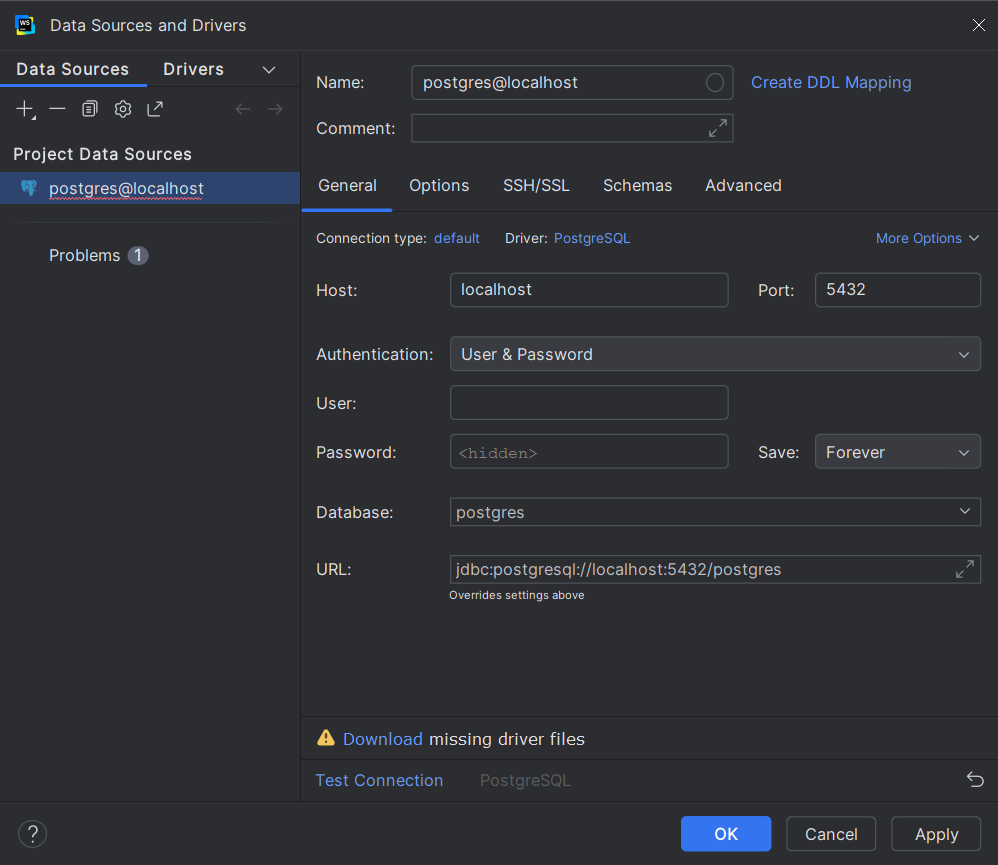 Data Sources and Drivers
Data Sources Drivers
Project Data Sources
postgres@localhost
Problems 1
Name: postgres@localhost Create DDL Mapping
Comment:
General Options SSH/SSL Schemas Advanced
Connection type: default Driver: PostgreSQL More Options
Host: localhost Port: 5432
Authentication: User & Password
User:
Password: <hidden> Save: Forever
Database: postgres
URL: jdbc:postgresql://localhost:5432/postgres
Overrides settings above
Download missing driver files
Test Connection PostgreSQL
? OK Cancel Apply